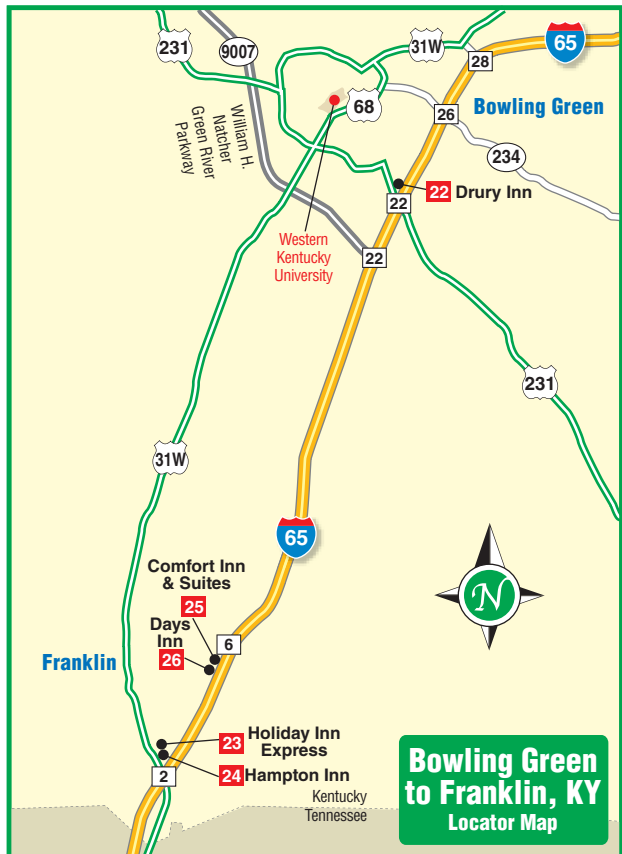 231
9007
31W
65
28
68
Bowling Green
26
234
William H.
Natcher
Green River
Parkway
22 Drury Inn
22
Western
Kentucky
University
22
231
31W
65
Comfort Inn
& Suites
25
Days
Inn
26
6
N
Franklin
23 Holiday Inn
Express
24 Hampton Inn
2
Kentucky
Tennessee
Bowling Green
to Franklin, KY
Locator Map